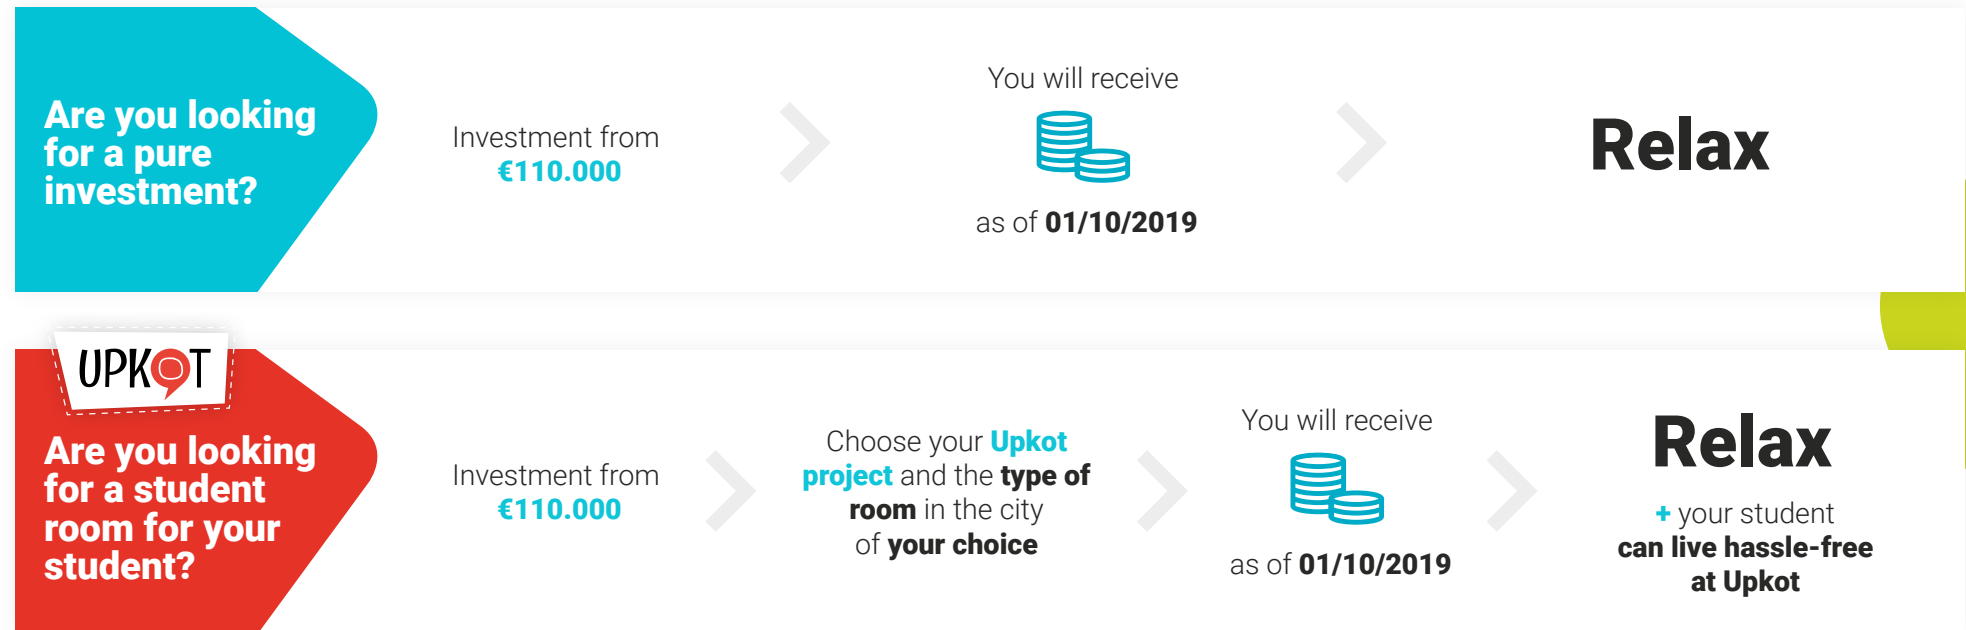 Are you looking
for a pure
investment?
Investment from
€110.000
You will receive
as of 01/10/2019
Relax
UPKOT
Are you looking
for a student
room for your
student?
Investment from
€110.000
Choose your Upkot
project and the type of
room in the city
of your choice
You will receive
as of 01/10/2019
Relax
+ your student
can live hassle-free
at Upkot